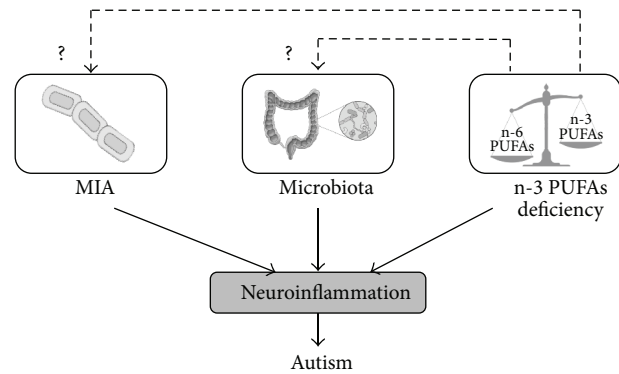 ?
?
n-6
PUFAs
n-3
PUFAs
MIA
Microbiota
n-3 PUFAs
deficiency
Neuroinflammation
Autism